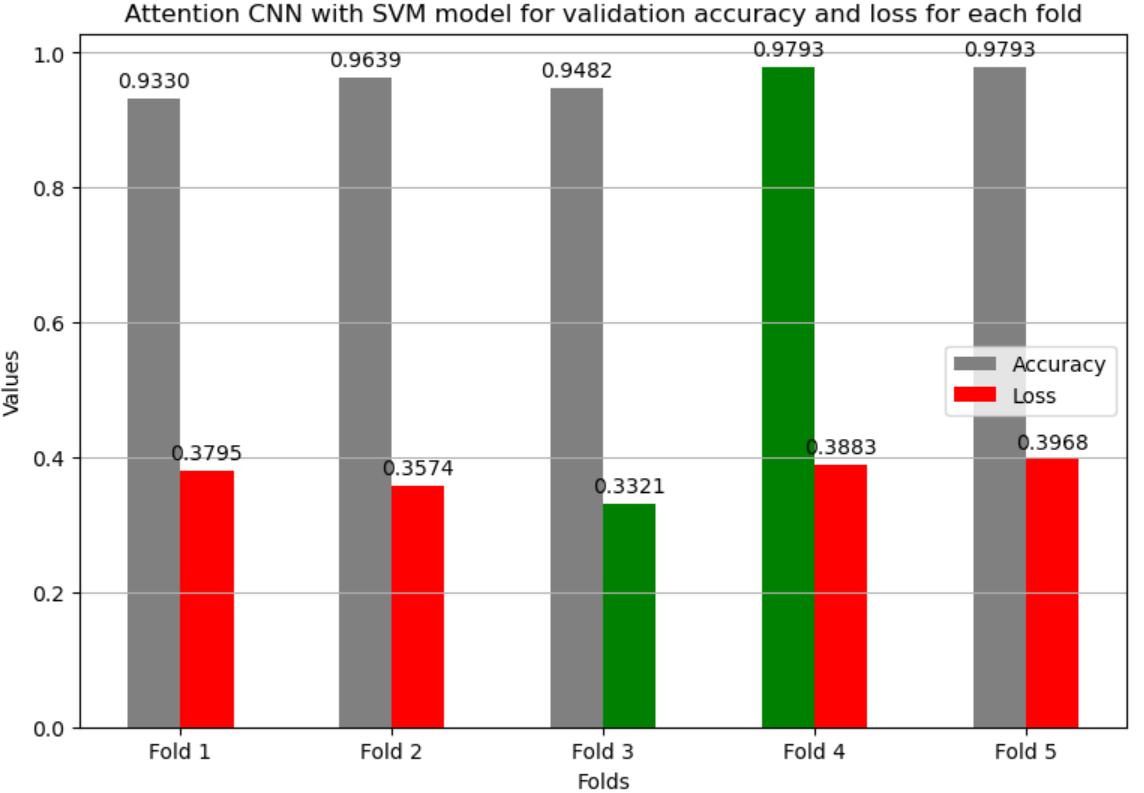 Attention CNN with SVM model for validation accuracy and loss for each fold
1.0
0.8
0.6
0.4
0.2
0.0
Values
0.9330
0.9639
0.9482
0.9793
0.9793
0.3795
0.3574
0.3321
0.3883
0.3968
Accuracy
Loss
Fold 1
Fold 2
Fold 3
Fold 4
Fold 5
Folds